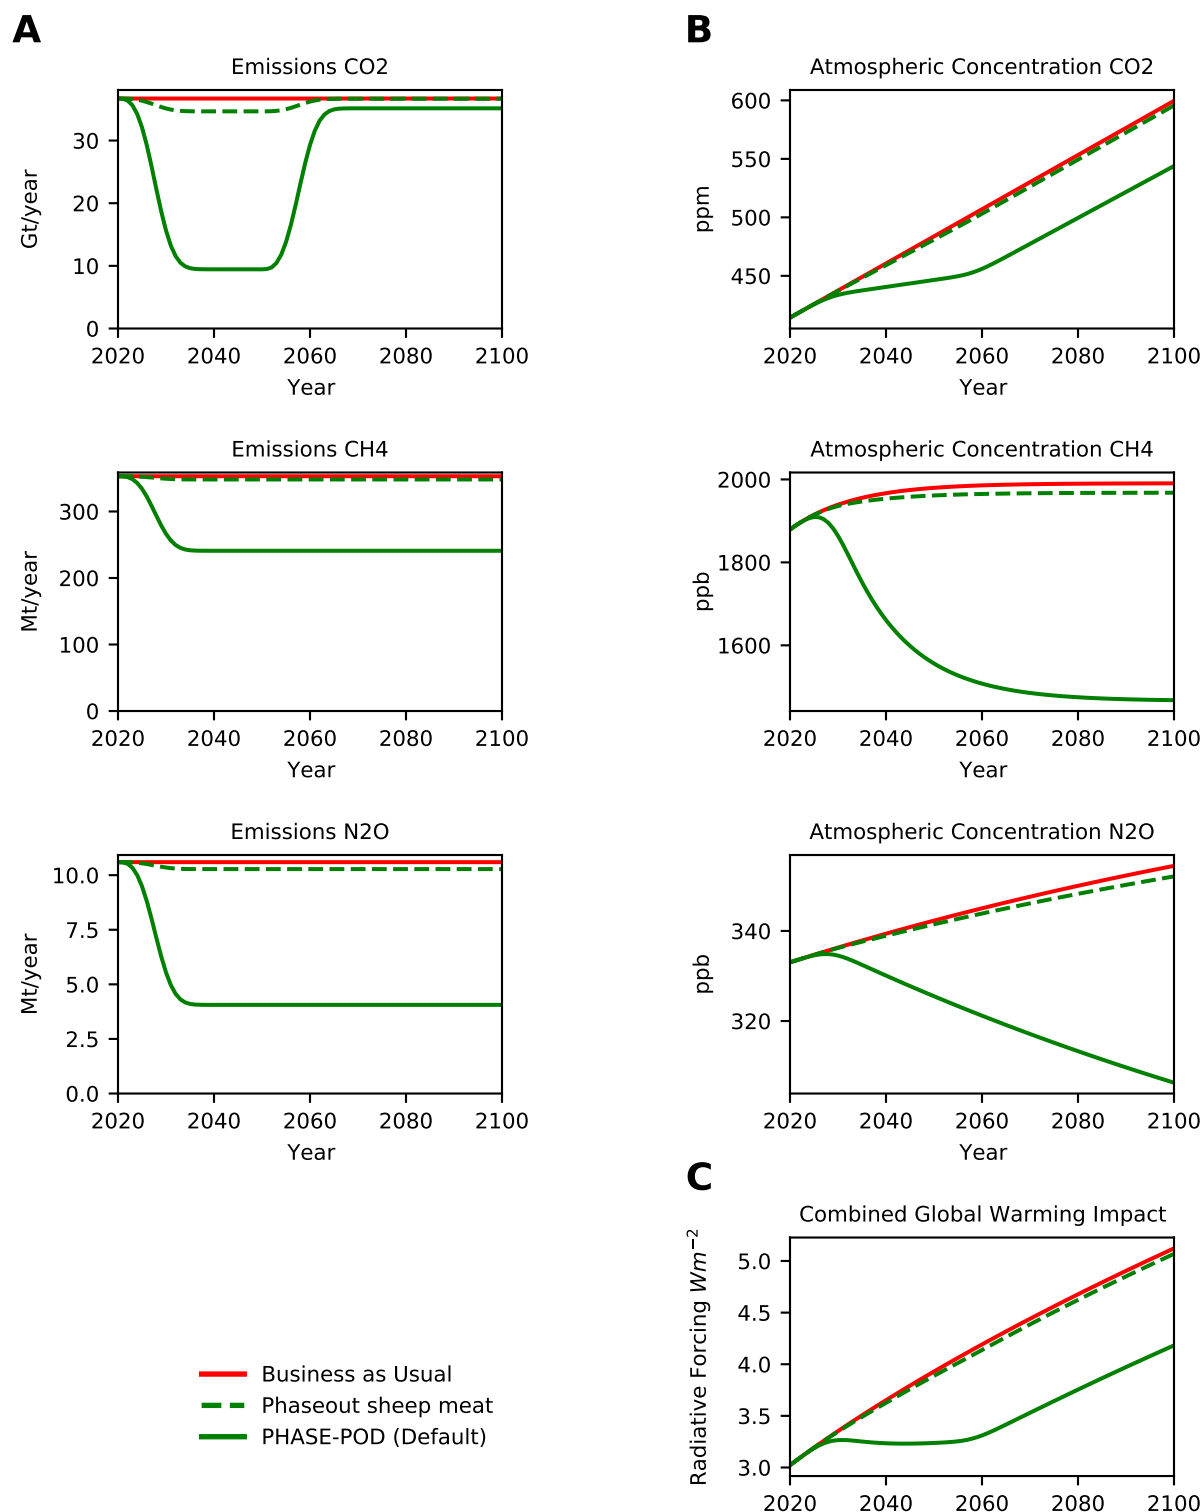 A
B
Emissions CO2
Gt/year
30
20
10
0
2020 2040 2060 2080 2100
Year
Atmospheric Concentration CO2
ppm
600
550
500
450
2020 2040 2060 2080 2100
Year
Emissions CH4
Mt/year
300
200
100
0
2020 2040 2060 2080 2100
Year
Atmospheric Concentration CH4
ppb
2000
1800
1600
2020 2040 2060 2080 2100
Year
Emissions N2O
Mt/year
10.0
7.5
5.0
2.5
0.0
2020 2040 2060 2080 2100
Year
Atmospheric Concentration N2O
ppb
340
320
2020 2040 2060 2080 2100
Year
C
Combined Global Warming Impact
Radiative Forcing Wm⁻²
5.0
4.5
4.0
3.5
3.0
2020 2040 2060 2080 2100
Business as Usual
Phaseout sheep meat
PHASE-POD (Default)